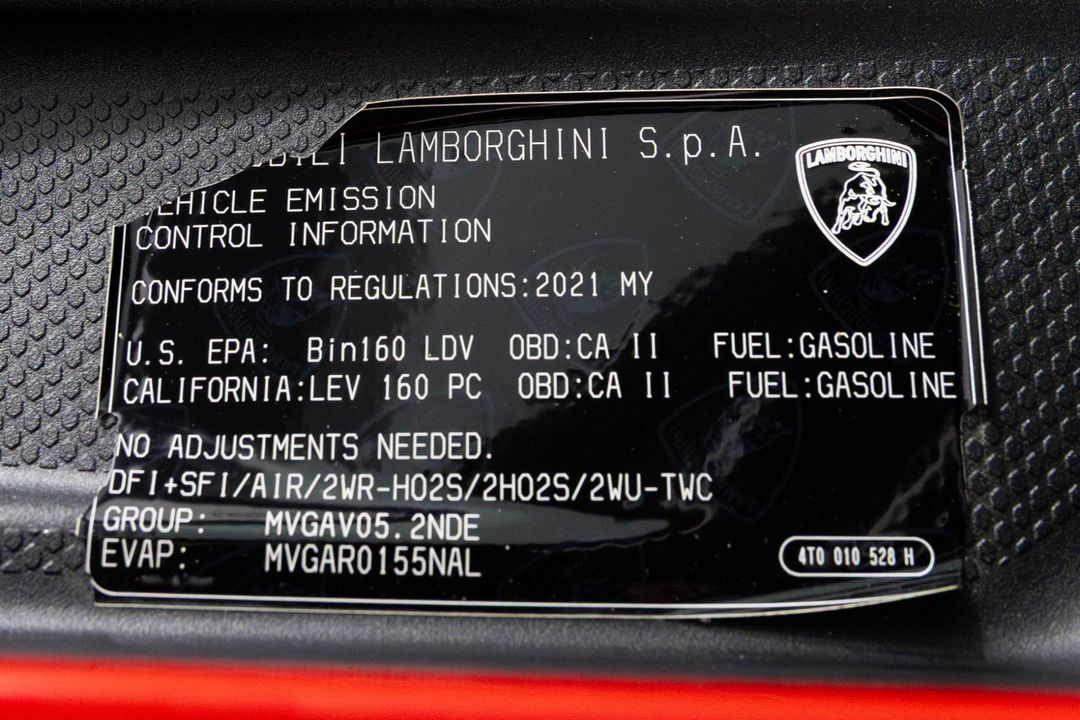 LAMBORGHINI S.p.A.
LAMBORGHINI
VEHICLE EMISSION
CONTROL INFORMATION
CONFORMS TO REGULATIONS:2021 MY
U.S. EPA: Bin160 LDV OBD:CA II FUEL:GASOLINE
CALIFORNIA:LEV 160 PC OBD:CA II FUEL:GASOLINE
NO ADJUSTMENTS NEEDED.
DFI+SFI/AIR/2WR-HO2S/2HO2S/2WU-TWC
GROUP: MVGAV05.2NDE
EVAP: MVGAR0155NAL
4T0 010 528 H